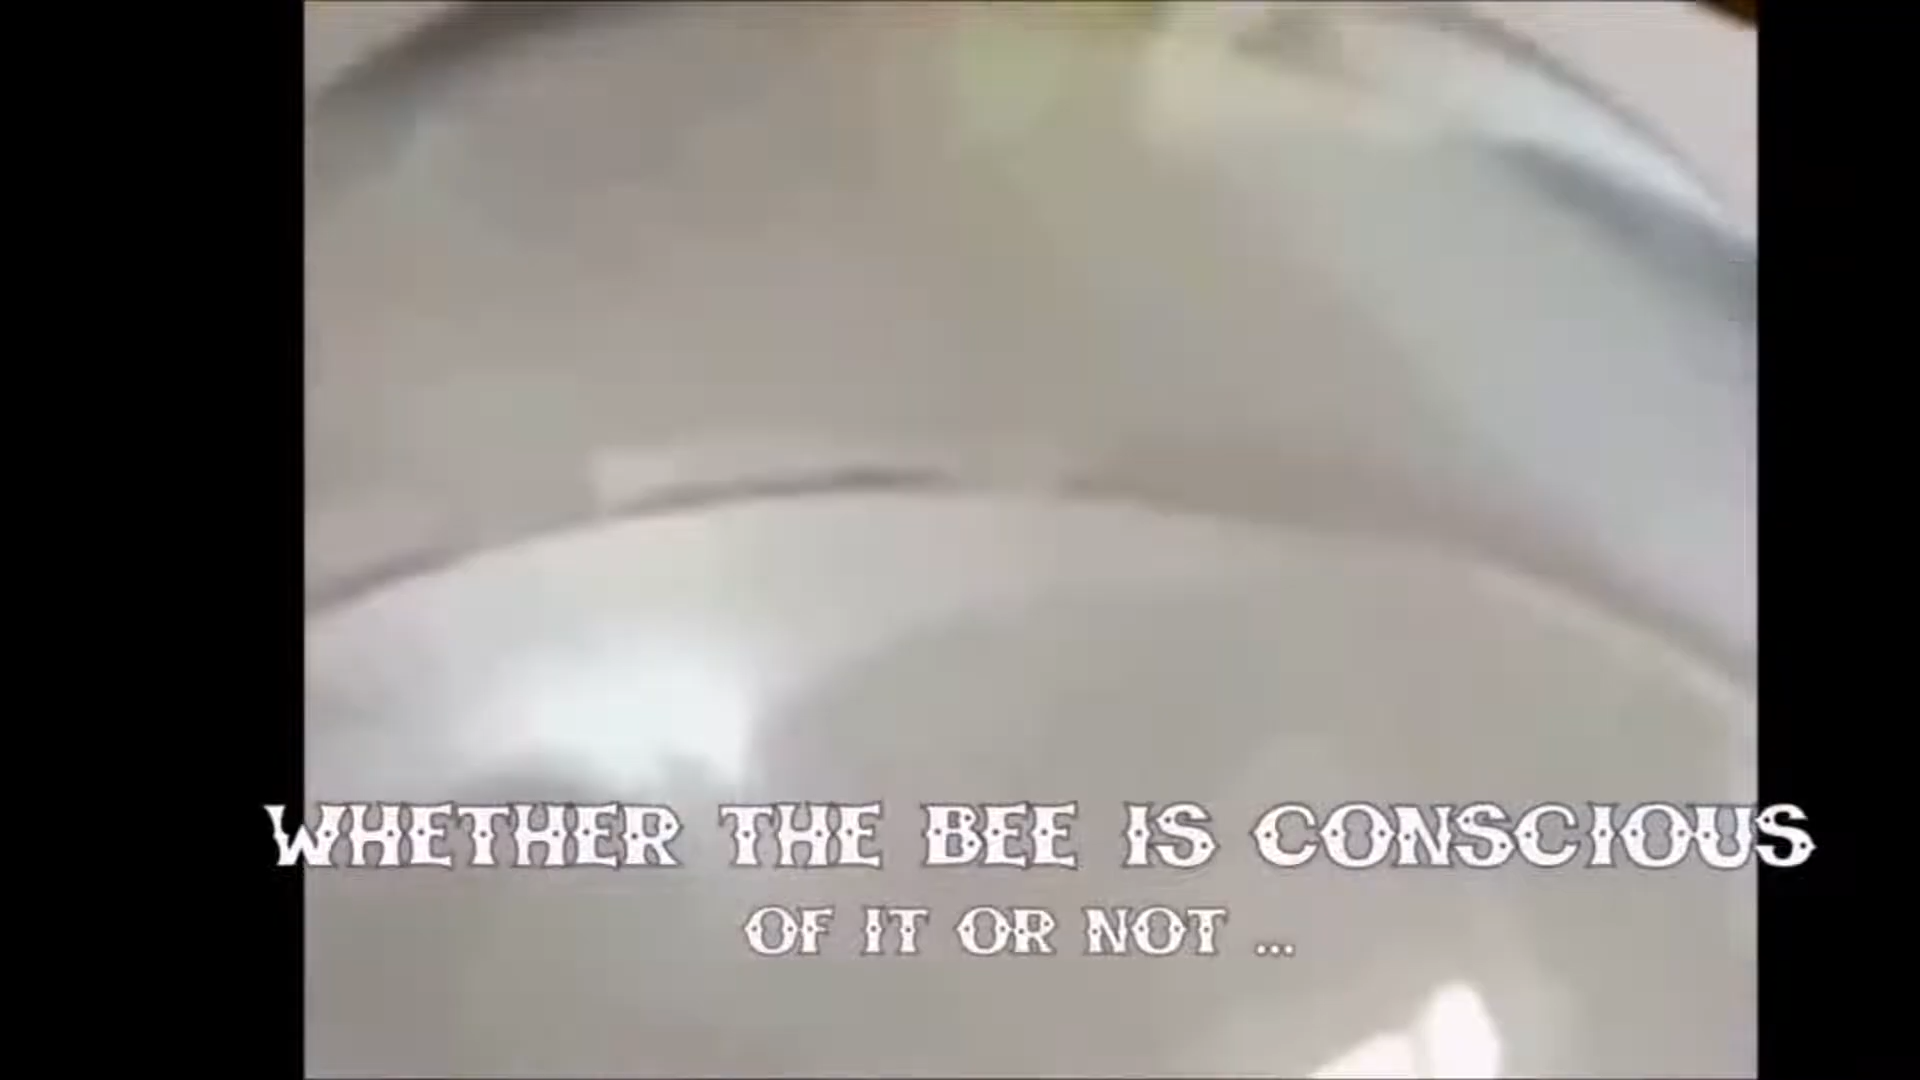 WHETHER THE BEE IS CONSCIOUS
OF IT OR NOT ...